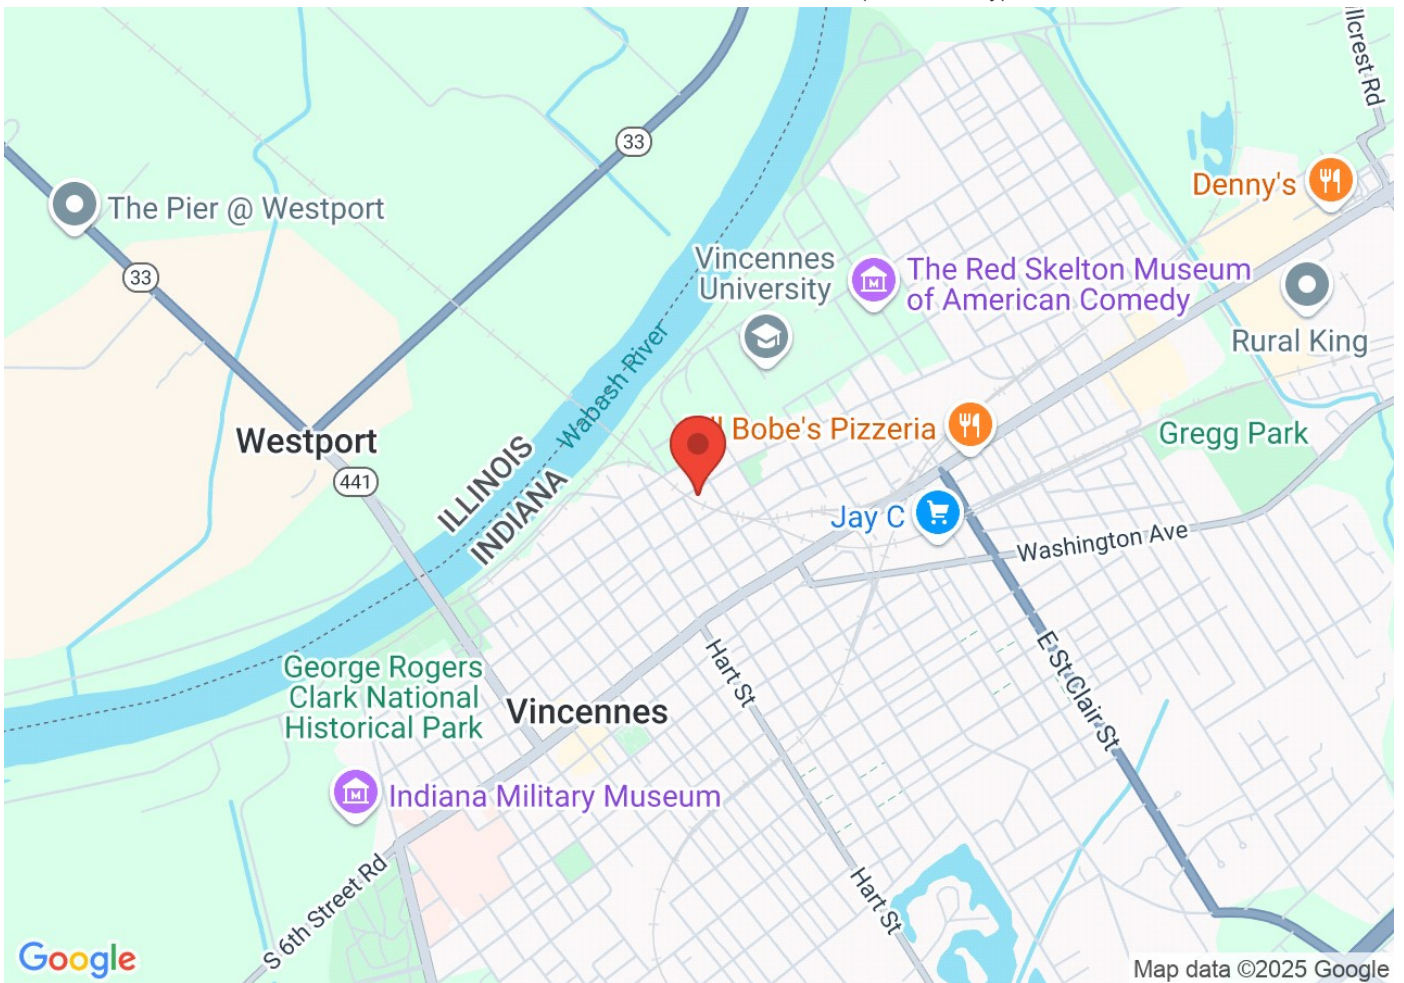 llcrest Rd
33
Denny's
The Pier @ Westport
Vincennes
University
The Red Skelton Museum
of American Comedy
33
Rural King
Wabash River
Bobe's Pizzeria
Gregg Park
Westport
441
ILLINOIS
INDIANA
Jay C
Washington Ave
George Rogers
Clark National
Historical Park
Hart St
E St Clair St
Vincennes
Indiana Military Museum
S 6th Street Rd
Hart St
Google
Map data ©2025 Google